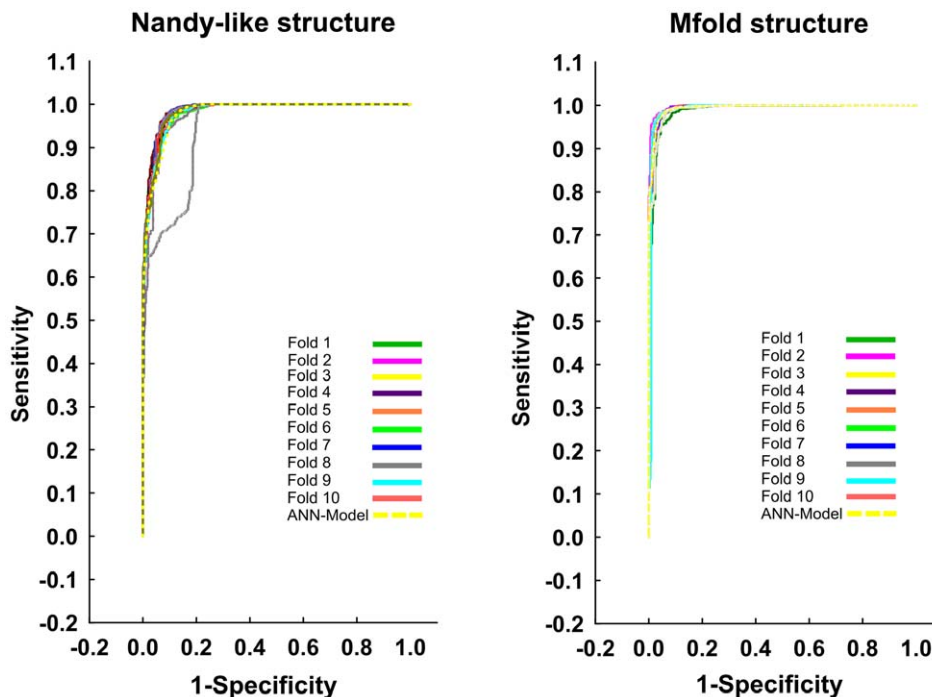 Nandy-like structure
1.1
1.0
0.9
0.8
0.7
0.6
0.5
0.4
0.3
0.2
0.1
0.0
-0.1
-0.2
Sensitivity
Fold 1
Fold 2
Fold 3
Fold 4
Fold 5
Fold 6
Fold 7
Fold 8
Fold 9
Fold 10
ANN-Model
-0.2 0.0 0.2 0.4 0.6 0.8 1.0
1-Specificity
Mfold structure
1.1
1.0
0.9
0.8
0.7
0.6
0.5
0.4
0.3
0.2
0.1
0.0
-0.1
-0.2
Sensitivity
Fold 1
Fold 2
Fold 3
Fold 4
Fold 5
Fold 6
Fold 7
Fold 8
Fold 9
Fold 10
ANN-Model
-0.2 0.0 0.2 0.4 0.6 0.8 1.0
1-Specificity